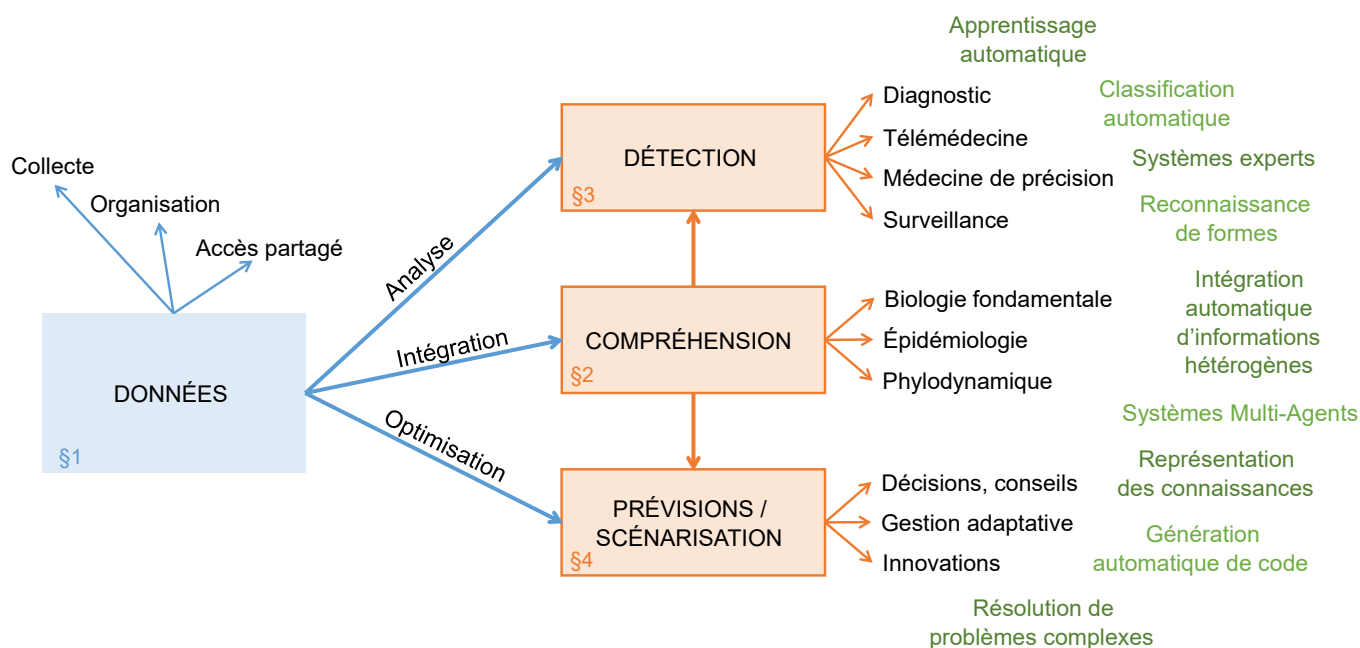 Collecte
Organisation
Accès partagé
DONNÉES
§1
Analyse
Intégration
Optimisation
DÉTECTION
§3
COMPRÉHENSION
§2
PRÉVISIONS /
SCÉNARISATION
§4
Diagnostic
Télémédecine
Médecine de précision
Surveillance
Biologie fondamentale
Épidémiologie
Phylodynamique
Décisions, conseils
Gestion adaptative
Innovations
Apprentissage
automatique
Classification
automatique
Systèmes experts
Reconnaissance
de formes
Intégration
automatique
d’informations
hétérogènes
Systèmes Multi-Agents
Représentation
des connaissances
Génération
automatique de code
Résolution de
problèmes complexes